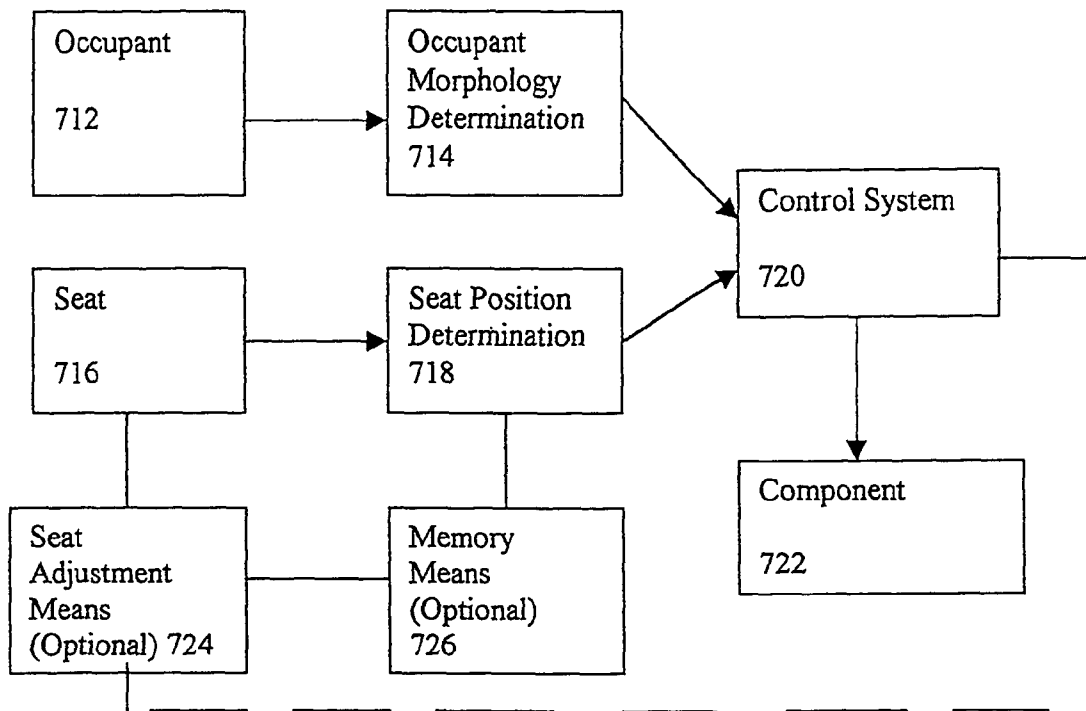 Occupant
712
Occupant
Morphology
Determination
714
Control System
720
Seat
716
Seat Position
Determination
718
Component
722
Seat
Adjustment
Means
(Optional) 724
Memory
Means
(Optional)
726